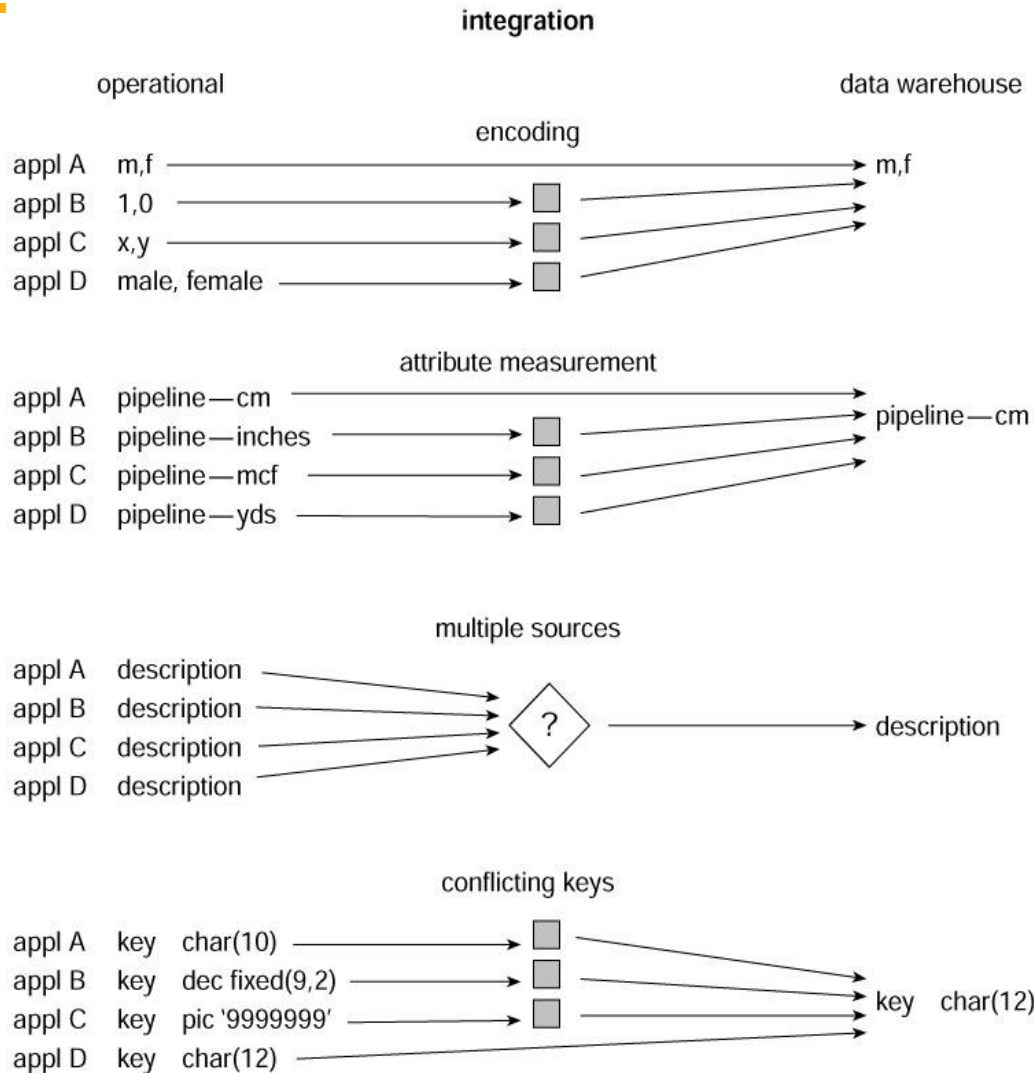 integration
operational data warehouse
encoding
appl A m,f m,f
appl B 1,0
appl C x,y
appl D male, female
attribute measurement
appl A pipeline—cm
pipeline—cm
appl B pipeline—inches
appl C pipeline—mcf
appl D pipeline—yds
multiple sources
appl A description
appl B description
? description
appl C description
appl D description
conflicting keys
appl A key char(10)
appl B key dec fixed(9,2)
key char(12)
appl C key pic ‘9999999’
appl D key char(12)